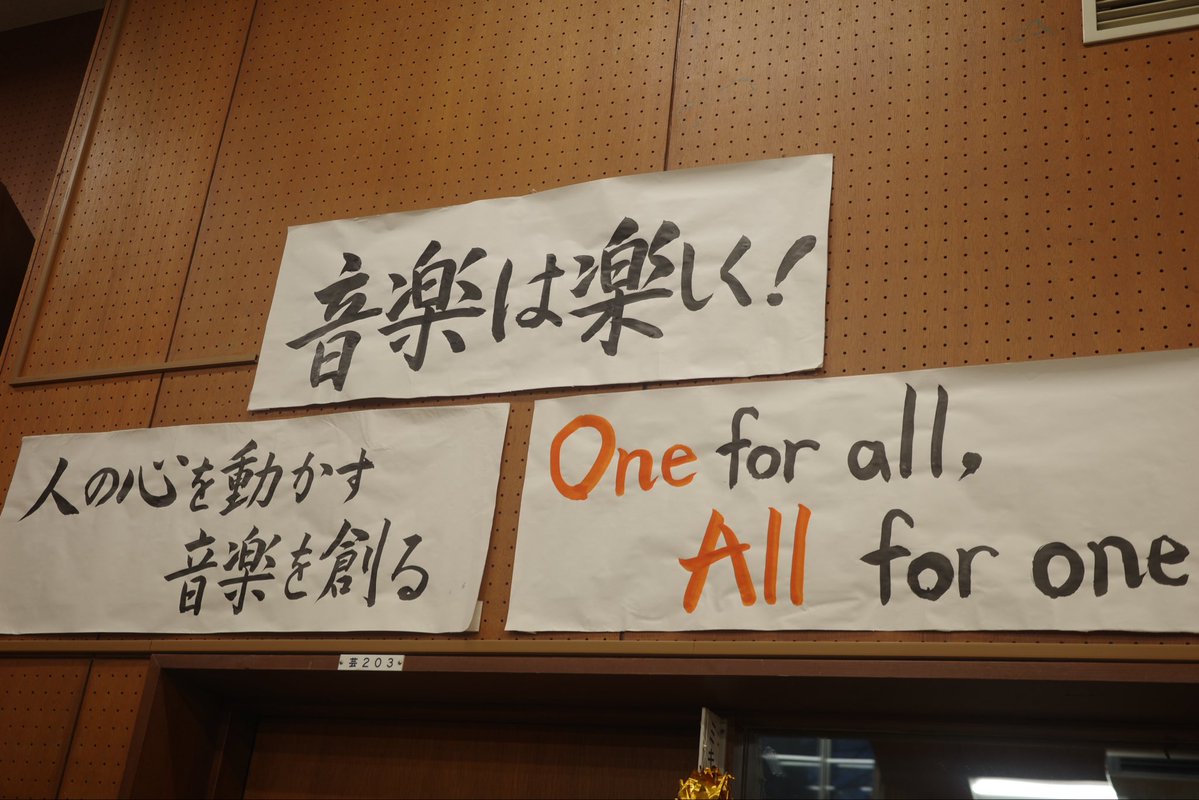 音楽は楽しく!
人の心を動かす
音楽を創る
One for all,
All for one
芸203